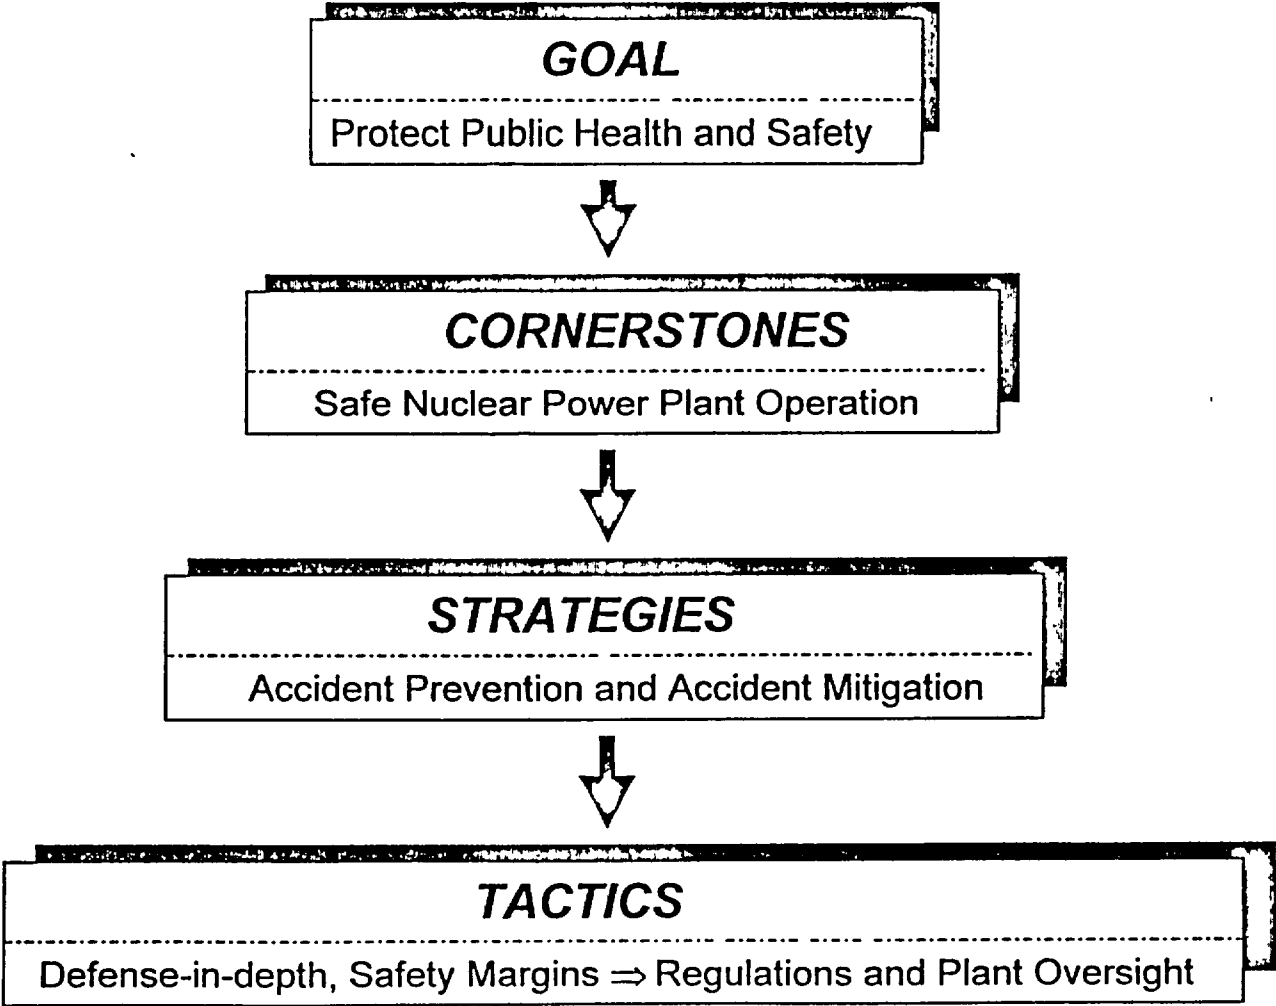 GOAL
Protect Public Health and Safety
CORNERSTONES
Safe Nuclear Power Plant Operation
STRATEGIES
Accident Prevention and Accident Mitigation
TACTICS
Defense-in-depth, Safety Margins ⇒ Regulations and Plant Oversight